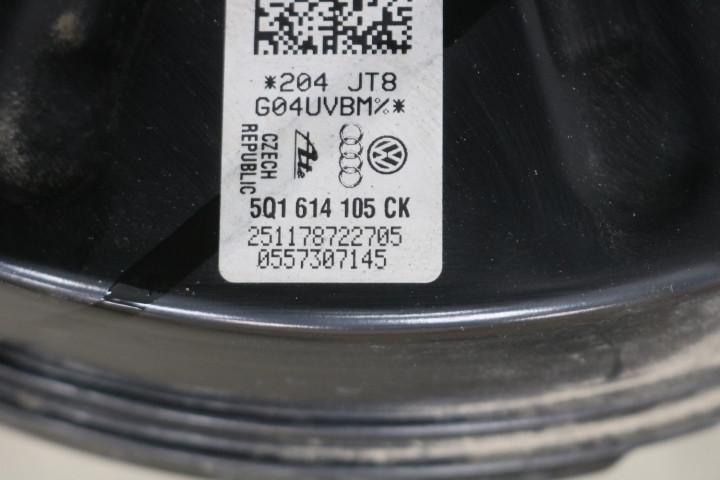 *204 JT8
G04UVBM%*
CZECH
REPUBLIC
Ate
5Q1 614 105 CK
251178722705
0557307145